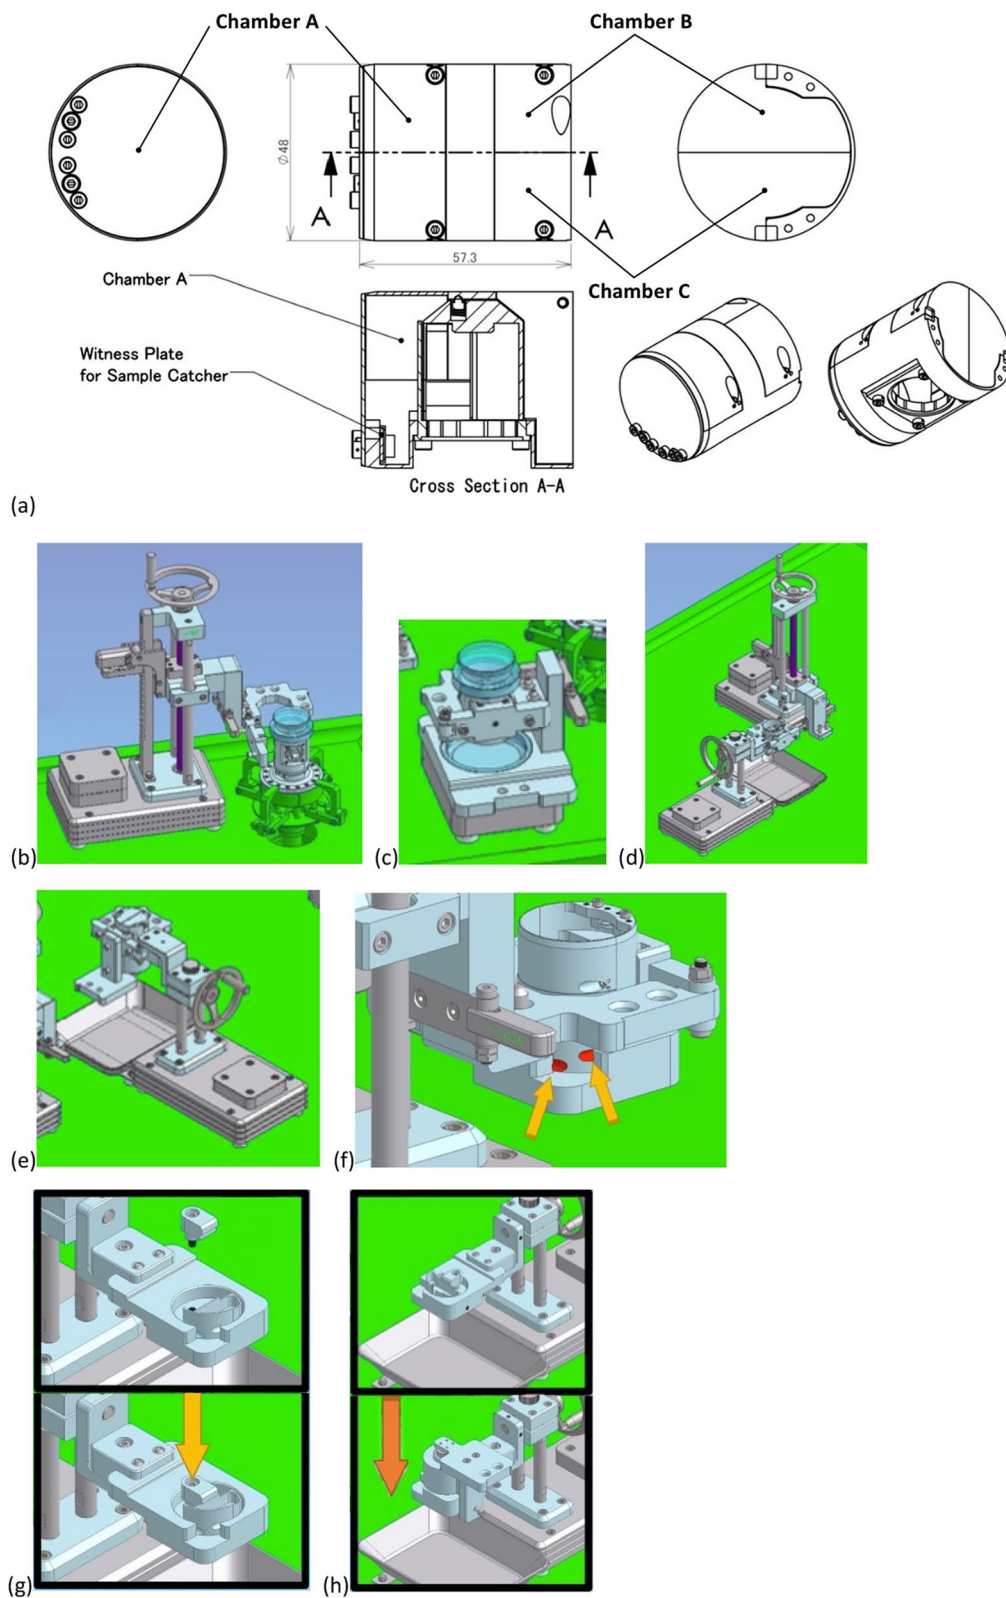 Chamber A
Chamber B
Ø48
A
A
57.3
Chamber A
Chamber C
Witness Plate
for Sample Catcher
Cross Section A-A
(a)
(b)
(c)
(d)
(e)
(f)
(g)
(h)